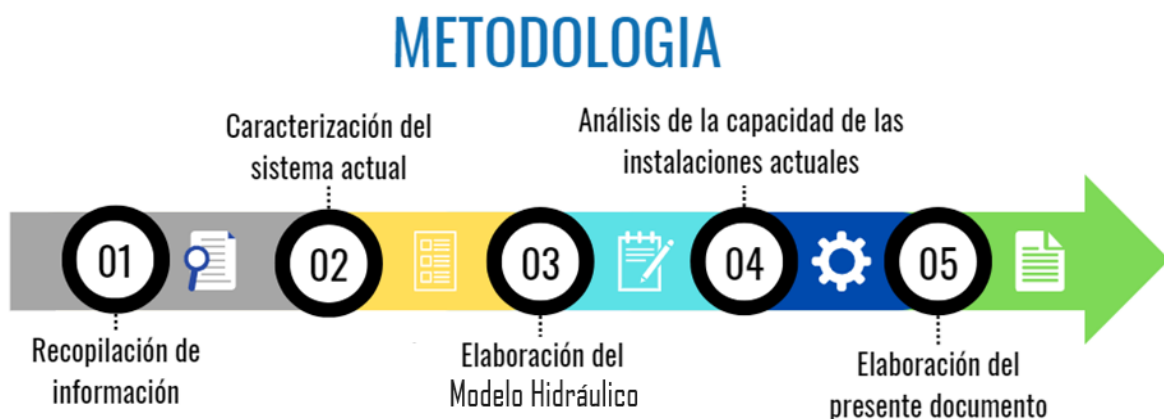 METODOLOGIA
01
Recopilación de
información
Caracterización del
sistema actual
02
03
Elaboración del
Modelo Hidráulico
Análisis de la capacidad de las
instalaciones actuales
04
05
Elaboración del
presente documento